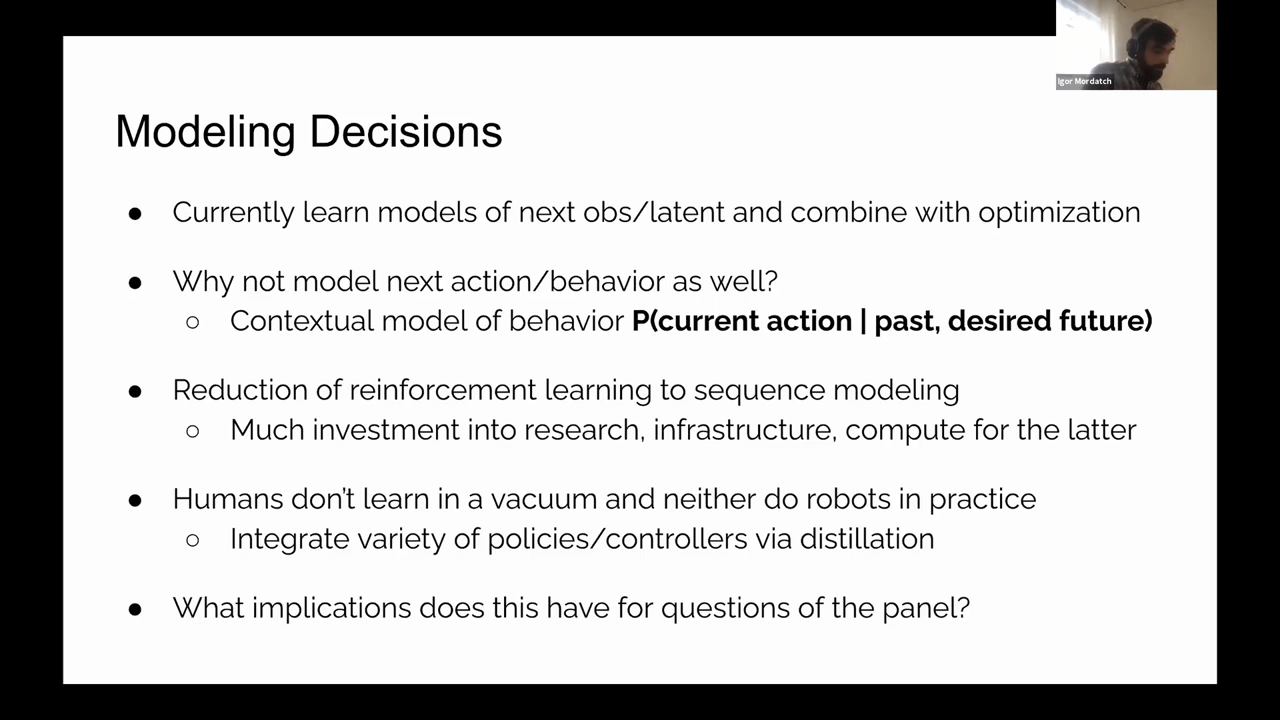 Igor Mordatch
Modeling Decisions
● Currently learn models of next obs/latent and combine with optimization
● Why not model next action/behavior as well?
○ Contextual model of behavior P(current action | past, desired future)
● Reduction of reinforcement learning to sequence modeling
○ Much investment into research, infrastructure, compute for the latter
● Humans don't learn in a vacuum and neither do robots in practice
○ Integrate variety of policies/controllers via distillation
● What implications does this have for questions of the panel?